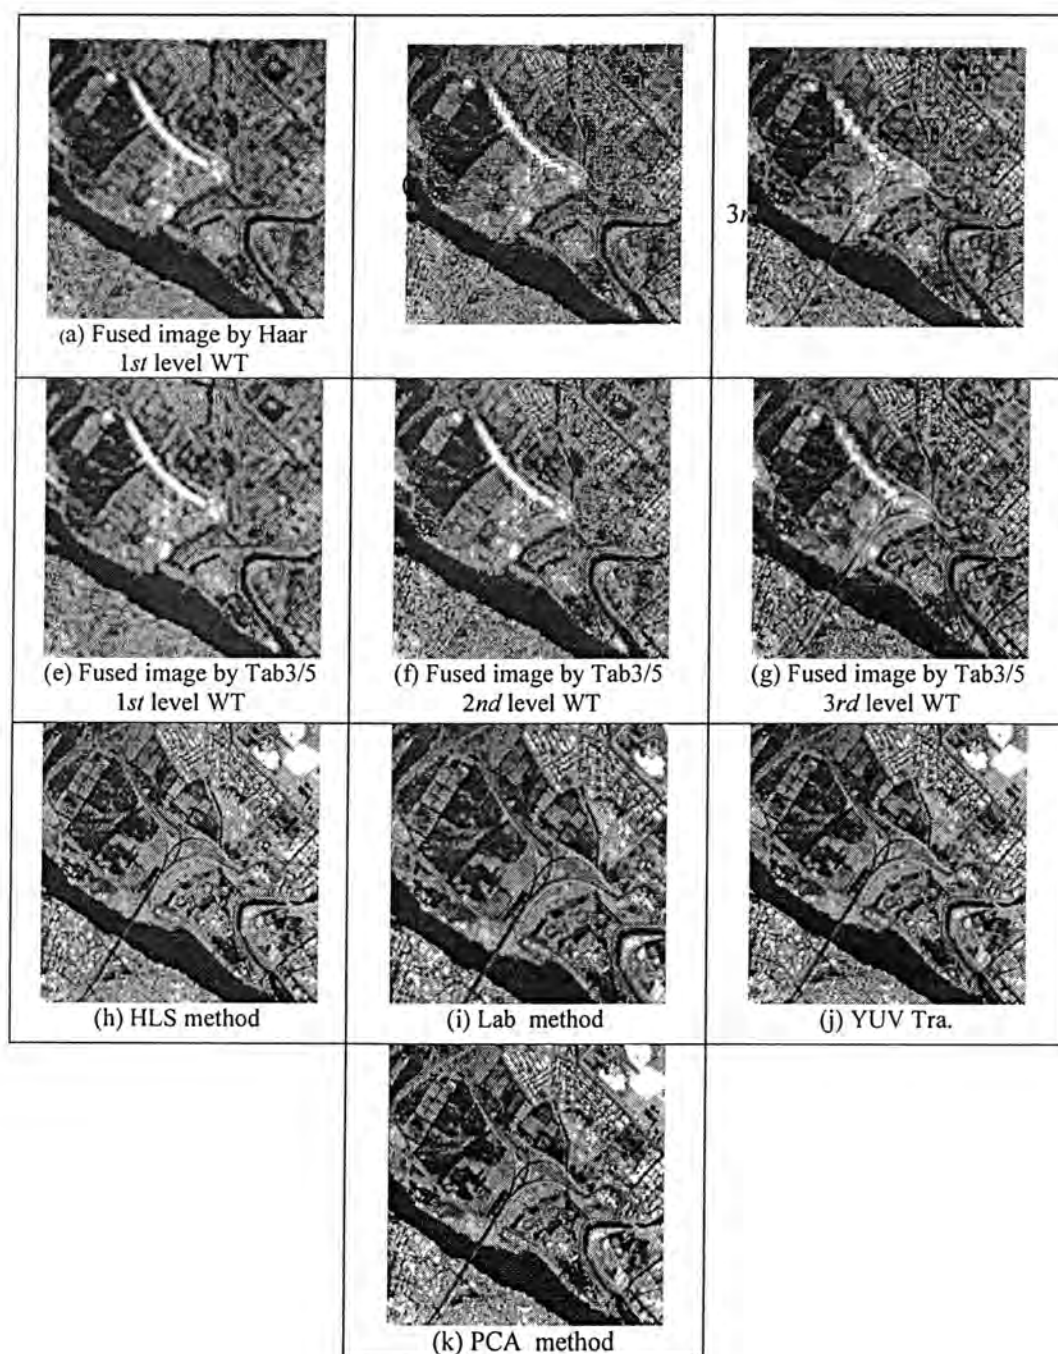 3r
(a) Fused image by Haar
1st level WT
(e) Fused image by Tab3/5
1st level WT
(f) Fused image by Tab3/5
2nd level WT
(g) Fused image by Tab3/5
3rd level WT
(h) HLS method
(i) Lab method
(j) YUV Tra.
(k) PCA method